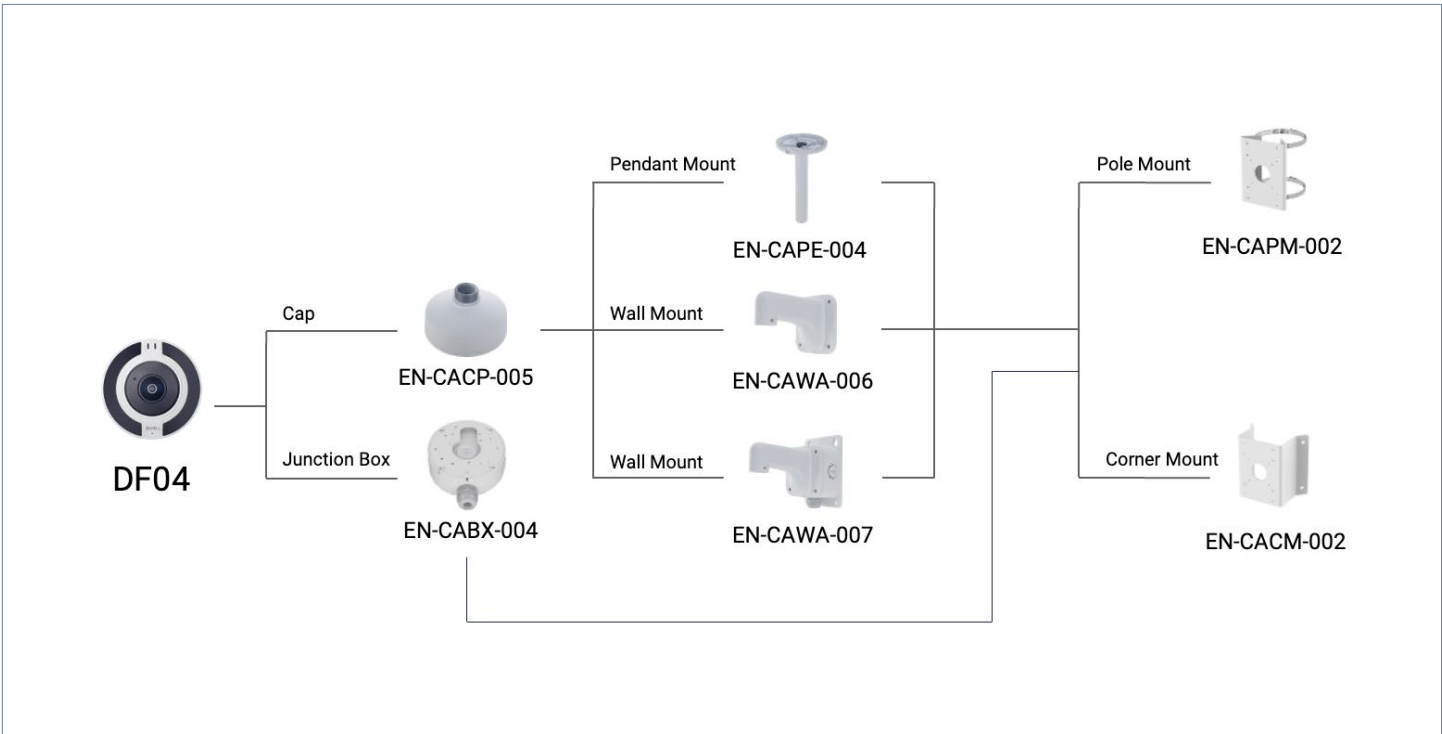 Pendant Mount
EN-CAPE-004
Pole Mount
EN-CAPM-002
Cap
EN-CACP-005
Wall Mount
EN-CAWA-006
DF04
Junction Box
EN-CABX-004
Wall Mount
EN-CAWA-007
Corner Mount
EN-CACM-002